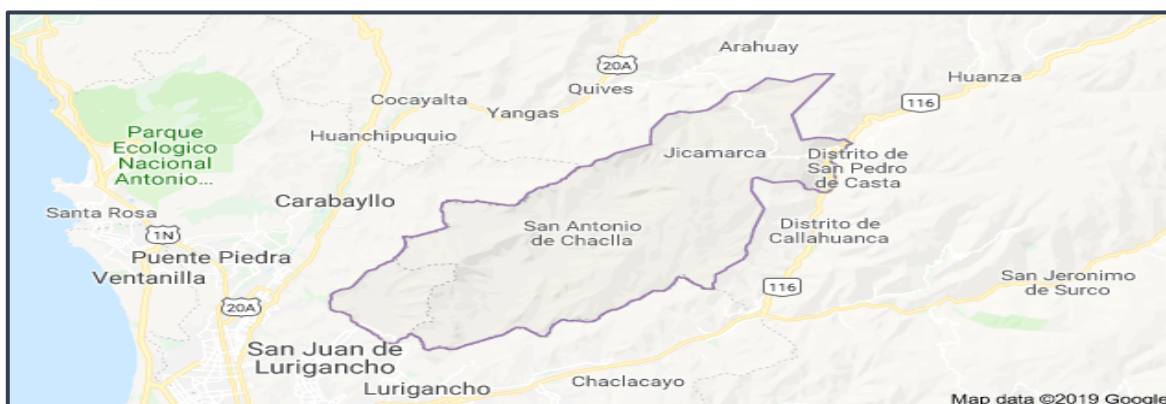 Arahuay
20A
Huanza
Quives
Cocayalta
116
Yangas
Parque
Ecologico
Nacional
Antonio...
Huanchipuquio
Jicamarca
Distrito de
San Pedro
de Casta
Carabayllo
Santa Rosa
San Antonio
de Chaclla
Distrito de
Callahuanca
1N
Puente Piedra
Ventanilla
San Jeronimo
de Surco
116
20A
San Juan de
Lurigancho
Lurigancho
Chaclacayo
Map data ©2019 Google